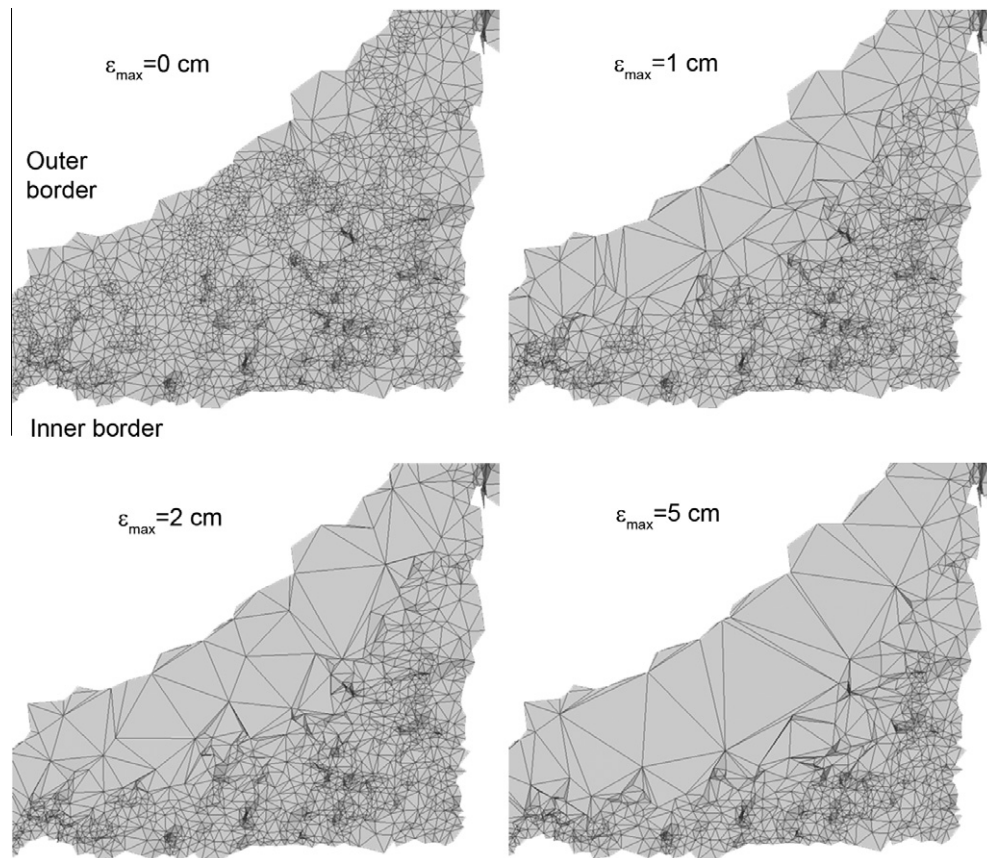 εmax=0 cm
εmax=1 cm
Outer
border
Inner border
εmax=2 cm
εmax=5 cm